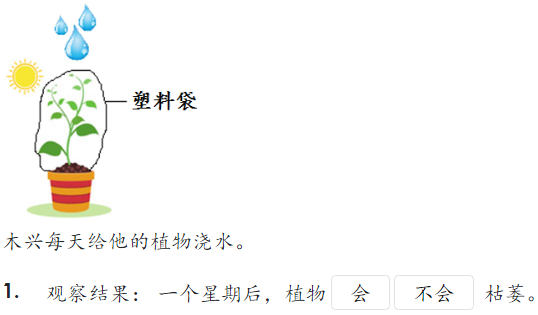 塑料袋
木兴每天给他的植物浇水。
1. 观察结果： 一个星期后，植物 会 不会 枯萎。